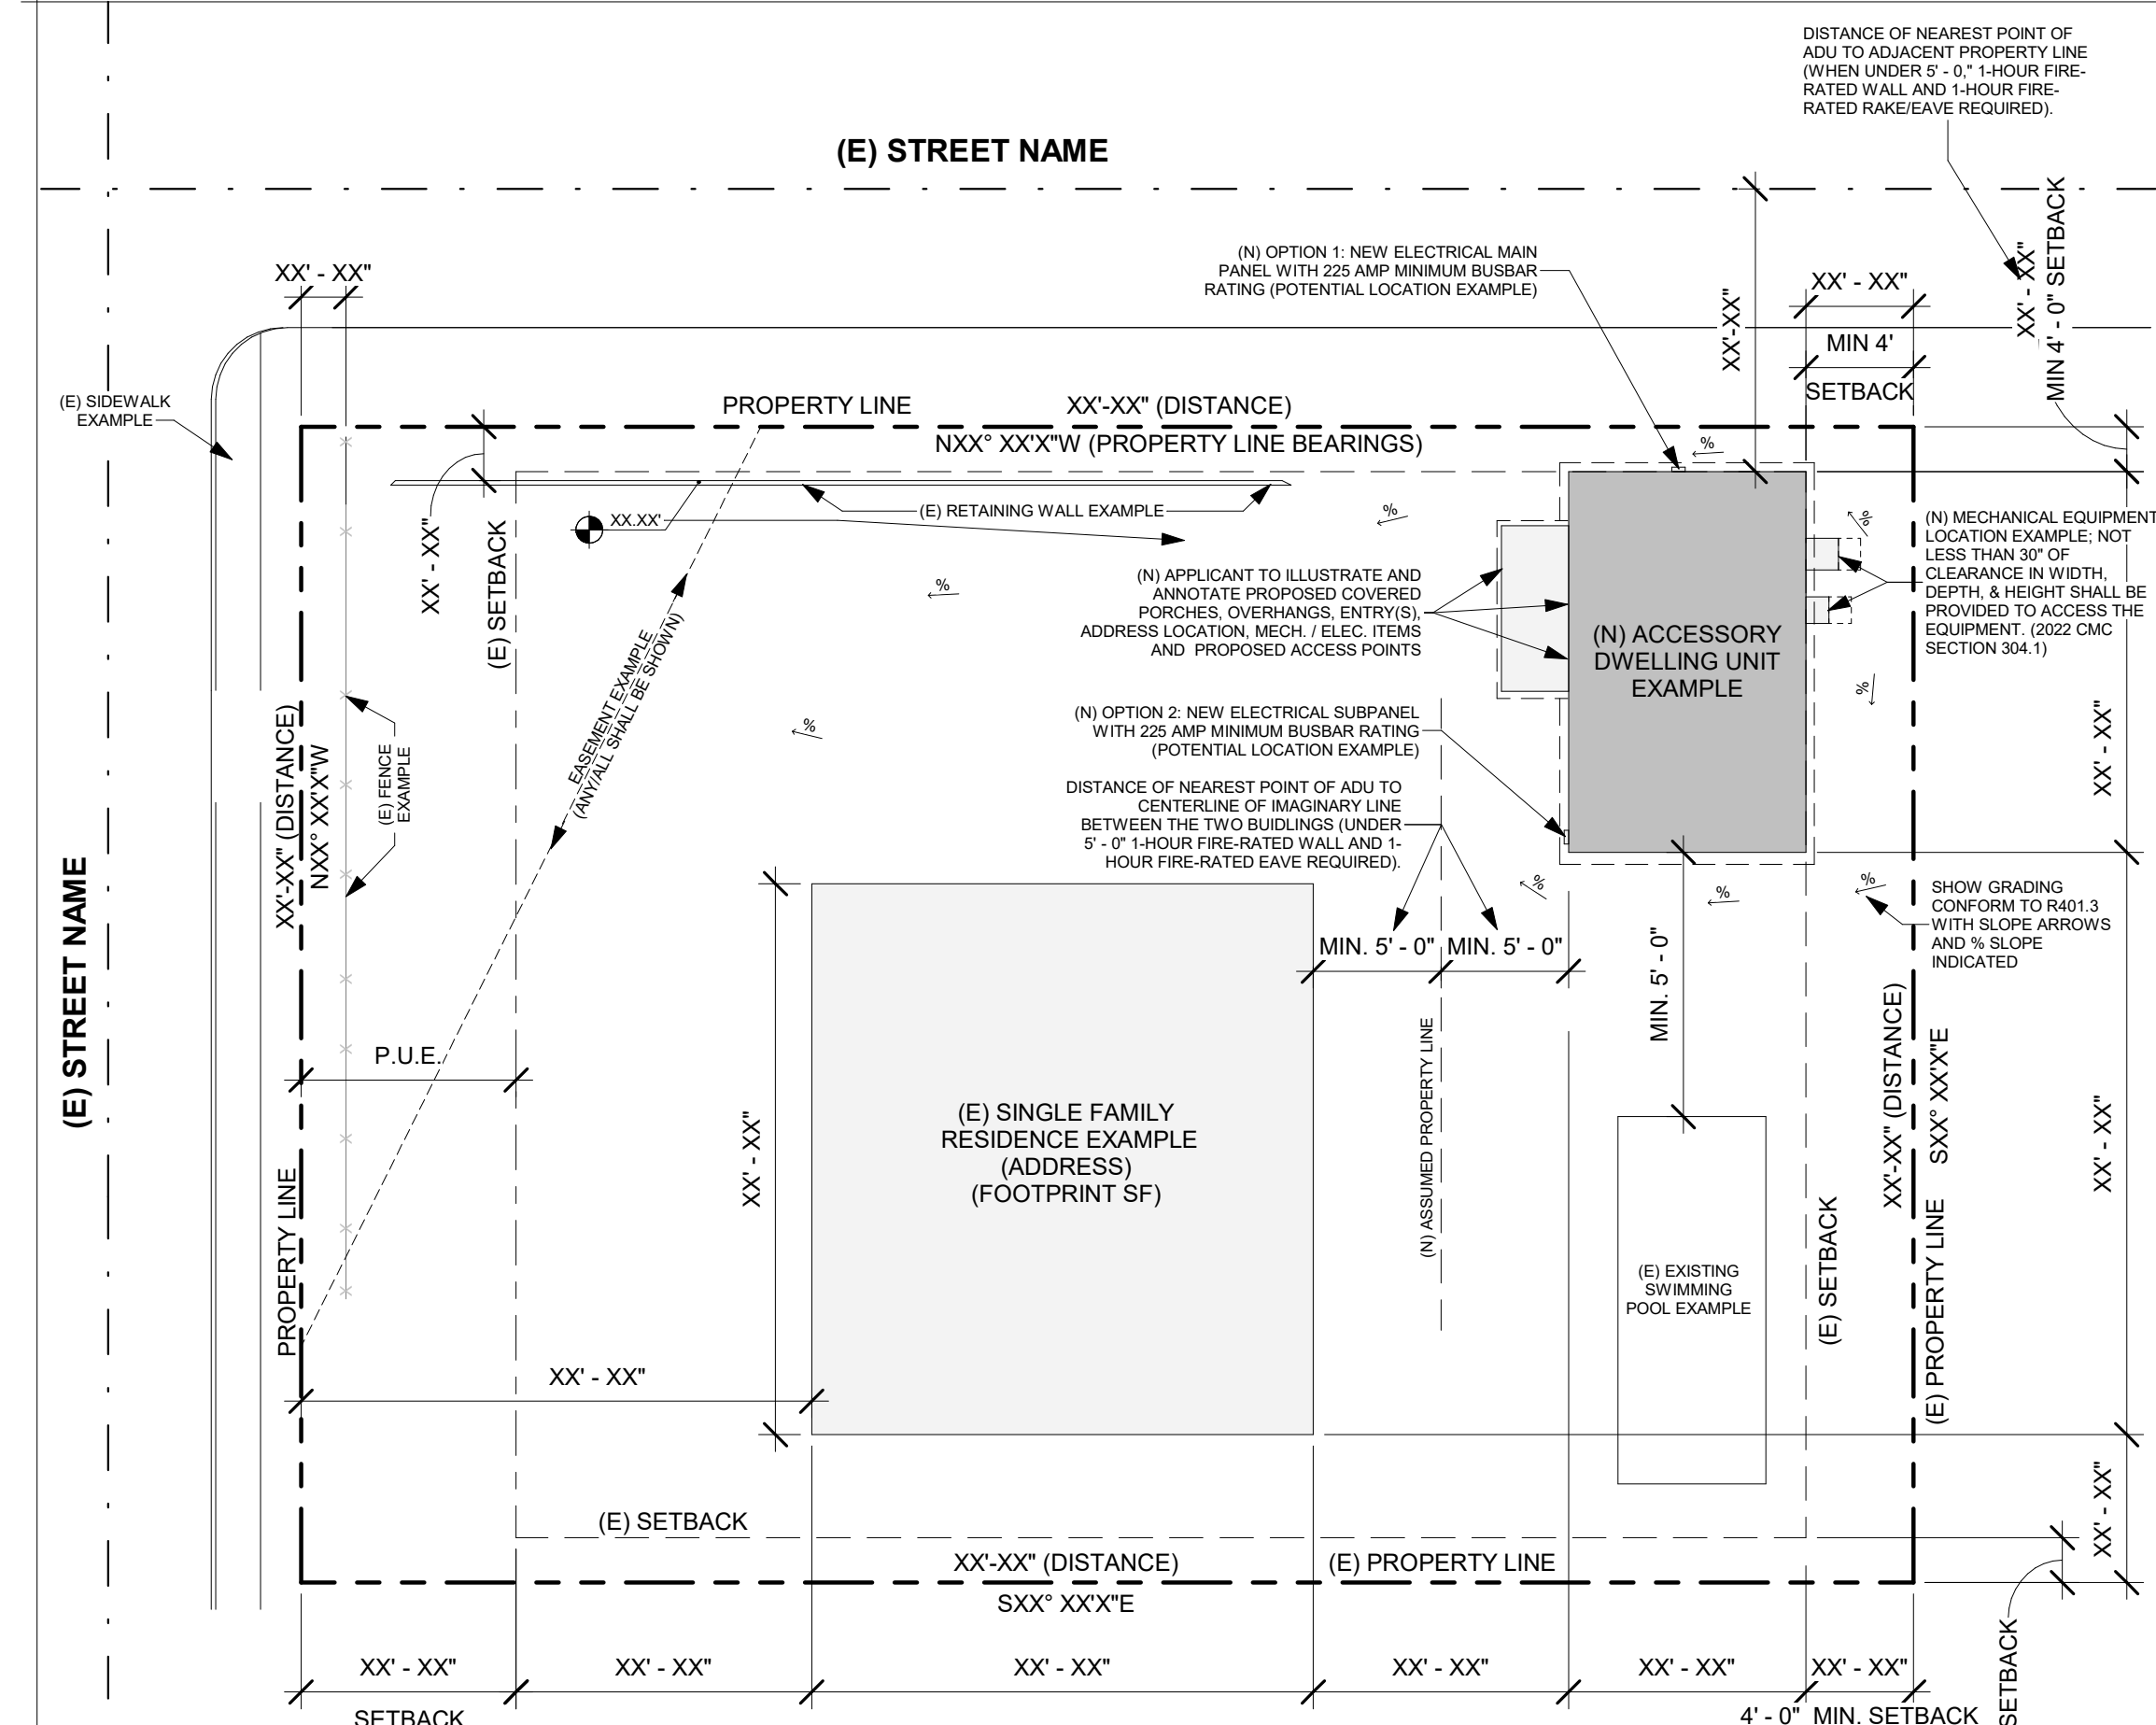 DISTANCE OF NEAREST POINT OF
ADU TO ADJACENT PROPERTY LINE
(WHEN UNDER 5' - 0," 1-HOUR FIRE-
RATED WALL AND 1-HOUR FIRE-
RATED RAKE/EAVE REQUIRED).
(E) STREET NAME
XX' - XX"
MIN 4' - 0" SETBACK
(N) OPTION 1: NEW ELECTRICAL MAIN
PANEL WITH 225 AMP MINIMUM BUSBAR
RATING (POTENTIAL LOCATION EXAMPLE)
XX' - XX"
XX'-XX"
XX' - XX"
MIN 4'
SETBACK
(E) SIDEWALK
EXAMPLE
PROPERTY LINE
XX'-XX" (DISTANCE)
NXX° XX'X"W (PROPERTY LINE BEARINGS)
%
XX' - XX"
(E) SETBACK
XX.XX'
(E) RETAINING WALL EXAMPLE
%
%
(N) MECHANICAL EQUIPMENT
LOCATION EXAMPLE; NOT
LESS THAN 30" OF
CLEARANCE IN WIDTH,
DEPTH, & HEIGHT SHALL BE
PROVIDED TO ACCESS THE
EQUIPMENT. (2022 CMC
SECTION 304.1)
%
(N) APPLICANT TO ILLUSTRATE AND
ANNOTATE PROPOSED COVERED
PORCHES, OVERHANGS, ENTRY(S),
ADDRESS LOCATION, MECH. / ELEC. ITEMS
AND PROPOSED ACCESS POINTS
(N) ACCESSORY
DWELLING UNIT
EXAMPLE
EASEMENT EXAMPLE
(ANY/ALL SHALL BE SHOWN)
%
%
(N) OPTION 2: NEW ELECTRICAL SUBPANEL
WITH 225 AMP MINIMUM BUSBAR RATING
(POTENTIAL LOCATION EXAMPLE)
XX' - XX"
XX'-XX" (DISTANCE)
NXX° XX'X"W
(E) FENCE
EXAMPLE
DISTANCE OF NEAREST POINT OF ADU TO
CENTERLINE OF IMAGINARY LINE
BETWEEN THE TWO BUIDLINGS (UNDER
5' - 0" 1-HOUR FIRE-RATED WALL AND 1-
HOUR FIRE-RATED EAVE REQUIRED).
%
%
%
SHOW GRADING
CONFORM TO R401.3
WITH SLOPE ARROWS
AND % SLOPE
INDICATED
(E) STREET NAME
MIN. 5' - 0"
MIN. 5' - 0"
MIN. 5' - 0"
P.U.E.
(N) ASSUMED PROPERTY LINE
XX'-XX" (DISTANCE)
SXX° XX'X"E
XX' - XX"
XX' - XX"
(E) SINGLE FAMILY
RESIDENCE EXAMPLE
(ADDRESS)
(FOOTPRINT SF)
PROPERTY LINE
(E) EXISTING
SWIMMING
POOL EXAMPLE
(E) SETBACK
(E) PROPERTY LINE
XX' - XX"
XX' - XX"
(E) SETBACK
XX'-XX" (DISTANCE)
(E) PROPERTY LINE
SXX° XX'X"E
XX' - XX"
XX' - XX"
XX' - XX"
XX' - XX"
XX' - XX"
XX' - XX"
SETBACK
SETBACK
4' - 0" MIN. SETBACK